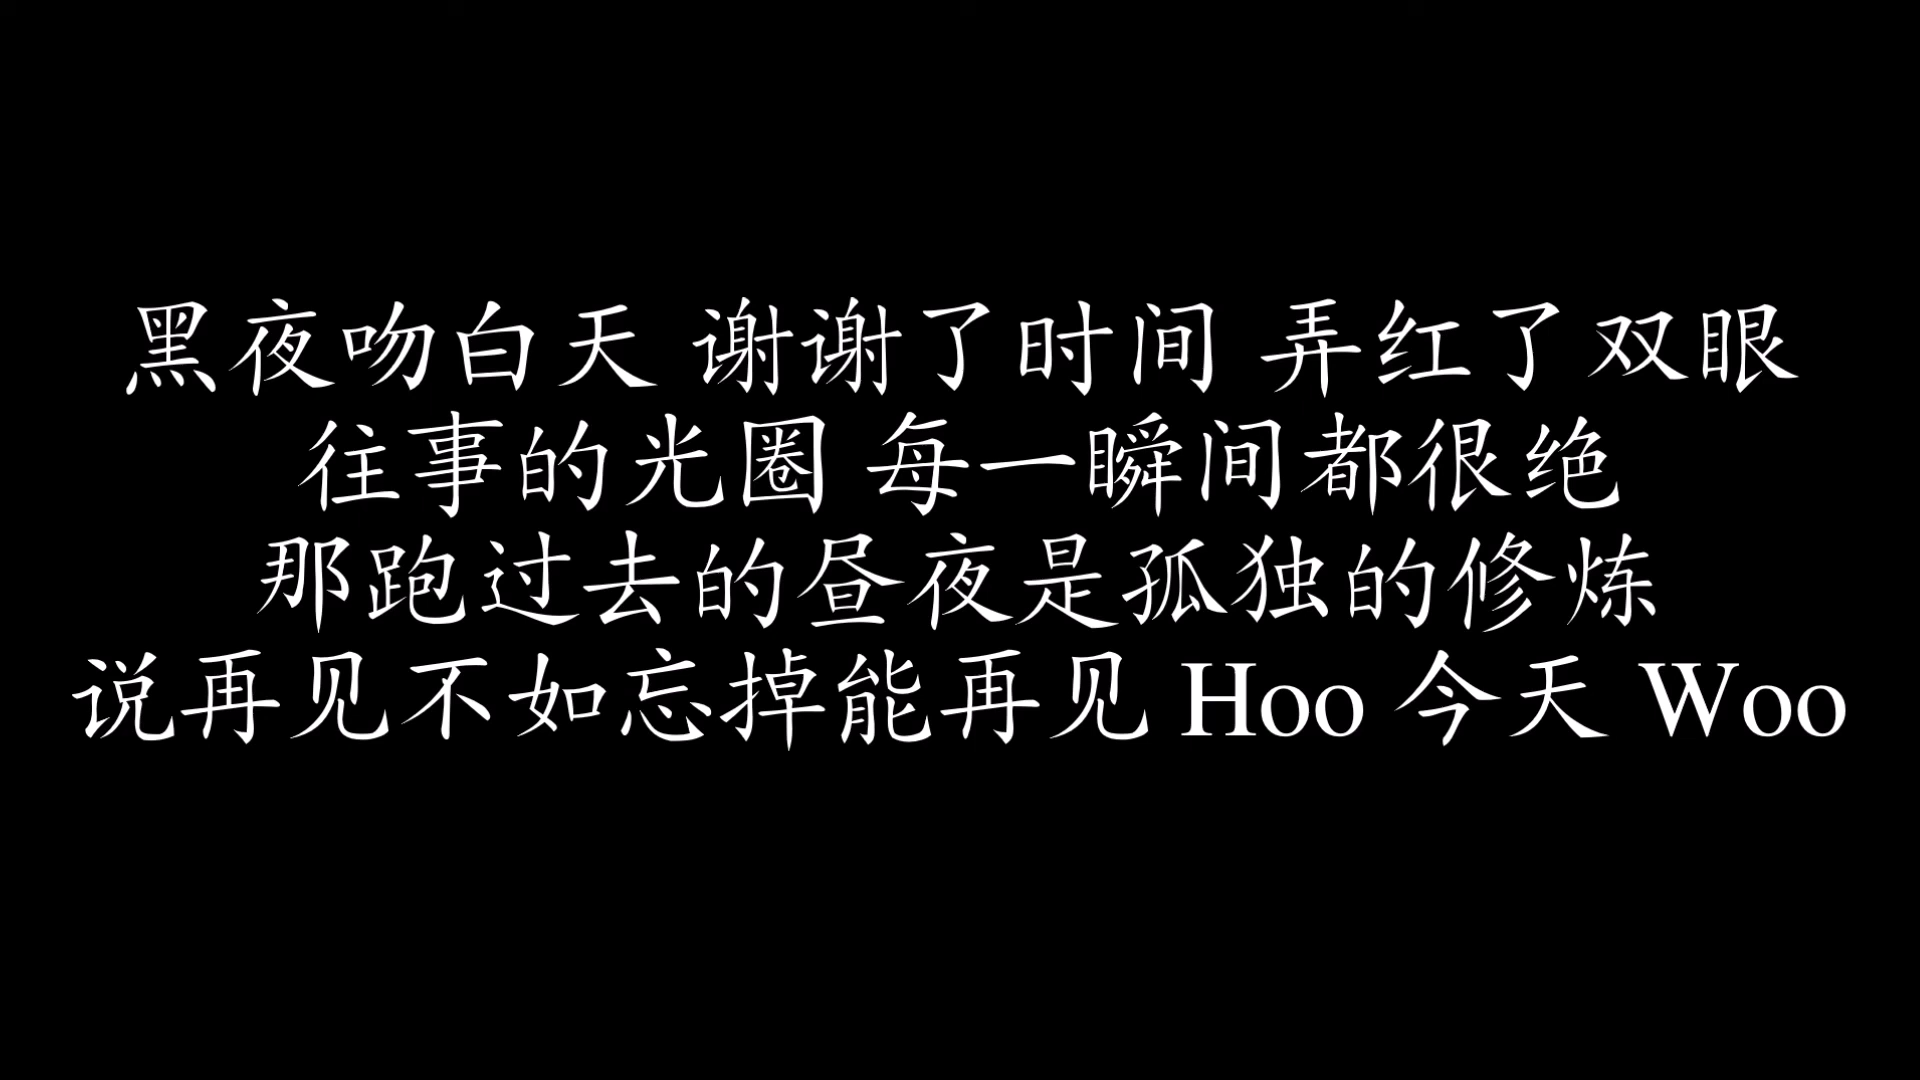 黑夜吻白天 谢谢了时间 弄红了双眼
往事的光圈 每一瞬间都很绝
那跑过去的昼夜是孤独的修炼
说再见不如忘掉能再见 Hoo 今天 Woo